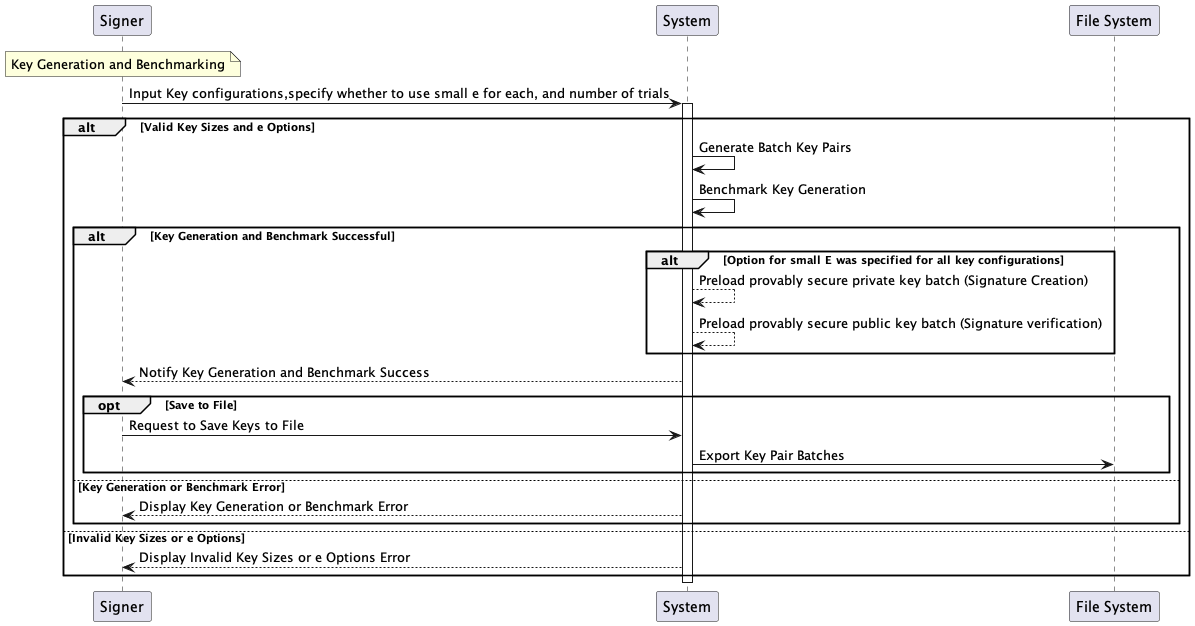 Signer
System
File System
Key Generation and Benchmarking
Input Key configurations,specify whether to use small e for each, and number of trials
alt
[Valid Key Sizes and e Options]
Generate Batch Key Pairs
Benchmark Key Generation
alt
[Key Generation and Benchmark Successful]
alt
[Option for small E was specified for all key configurations]
Preload provably secure private key batch (Signature Creation)
Preload provably secure public key batch (Signature verification)
Notify Key Generation and Benchmark Success
opt
[Save to File]
Request to Save Keys to File
Export Key Pair Batches
[Key Generation or Benchmark Error]
Display Key Generation or Benchmark Error
[Invalid Key Sizes or e Options]
Display Invalid Key Sizes or e Options Error
Signer
System
File System